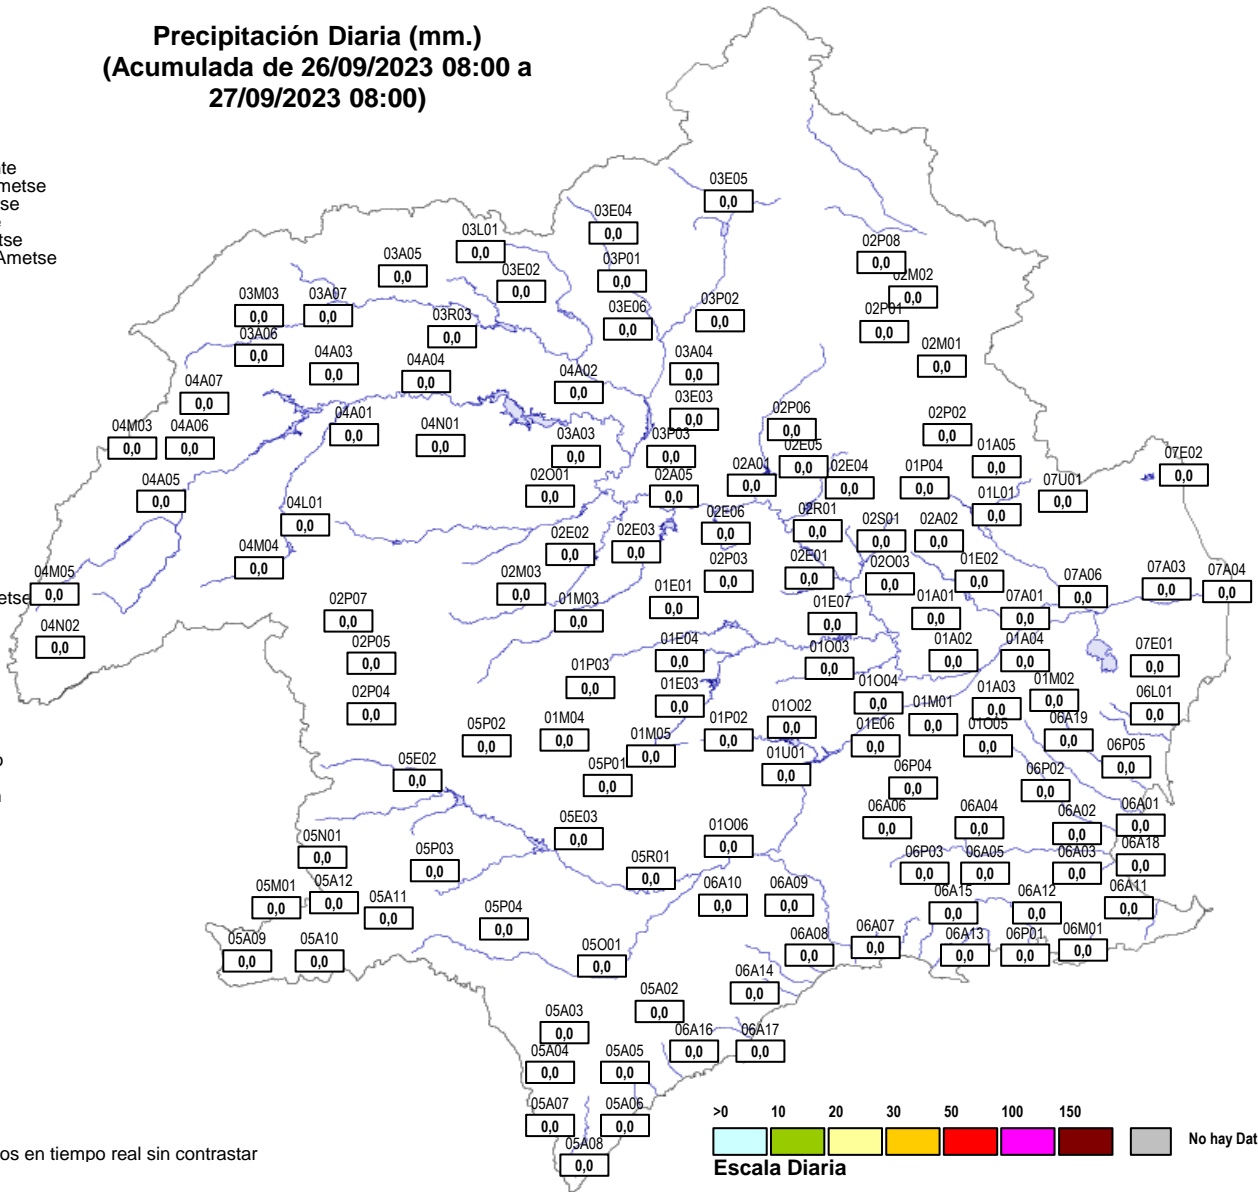 Precipitación Diaria (mm.)
(Acumulada de 26/09/2023 08:00 a
27/09/2023 08:00)
03E05
0,0
03E04
0,0
03L01
0,0
03A05
0,0
03P01
0,0
03E02
0,0
02P08
0,0
02M02
0,0
03M03
0,0
03A07
0,0
03R03
0,0
03E06
0,0
03P02
0,0
02P01
0,0
03A06
0,0
04A03
0,0
04A04
0,0
04A02
0,0
03A04
0,0
02M01
0,0
04A07
0,0
03E03
0,0
04M03
0,0
04A06
0,0
04A01
0,0
04N01
0,0
03A03
0,0
03P03
0,0
02P06
0,0
02E05
0,0
02P02
0,0
01A05
0,0
07E02
0,0
04A05
0,0
02O01
0,0
02A05
0,0
02A01
0,0
02E04
0,0
01P04
0,0
01L01
0,0
07U01
0,0
04L01
0,0
02E06
0,0
02R01
0,0
02S01
0,0
02A02
0,0
04M04
0,0
02E02
0,0
02E03
0,0
02P03
0,0
02E01
0,0
02O03
0,0
01E02
0,0
04M05
0,0
02M03
0,0
01M03
0,0
01E01
0,0
01E07
0,0
01A01
0,0
07A01
0,0
07A06
0,0
07A03
0,0
07A04
0,0
etse
04N02
0,0
02P07
0,0
02P05
0,0
01E04
0,0
01O03
0,0
01A02
0,0
01A04
0,0
07E01
0,0
02P04
0,0
01P03
0,0
01E03
0,0
01O04
0,0
01M01
0,0
01A03
0,0
01M02
0,0
06L01
0,0
05P02
0,0
01M04
0,0
01M05
0,0
01P02
0,0
01O02
0,0
01E06
0,0
01O05
0,0
06A19
0,0
06P05
0,0
05E02
0,0
05P01
0,0
01U01
0,0
06P04
0,0
06P02
0,0
05E03
0,0
01O06
0,0
06A06
0,0
06A04
0,0
06A02
0,0
06A01
0,0
05N01
0,0
05P03
0,0
05R01
0,0
06P03
0,0
06A05
0,0
06A03
0,0
06A18
0,0
05M01
0,0
05A12
0,0
05A11
0,0
05P04
0,0
06A10
0,0
06A09
0,0
06A15
0,0
06A12
0,0
06A11
0,0
05A09
0,0
05A10
0,0
05O01
0,0
06A08
0,0
06A07
0,0
06A13
0,0
06P01
0,0
06M01
0,0
06A14
0,0
05A02
0,0
05A03
0,0
06A16
0,0
06A17
0,0
05A04
0,0
05A05
0,0
05A07
0,0
05A06
0,0
05A08
0,0
>0 10 20 30 50 100 150
No hay Dat
Escala Diaria
os en tiempo real sin contrastar